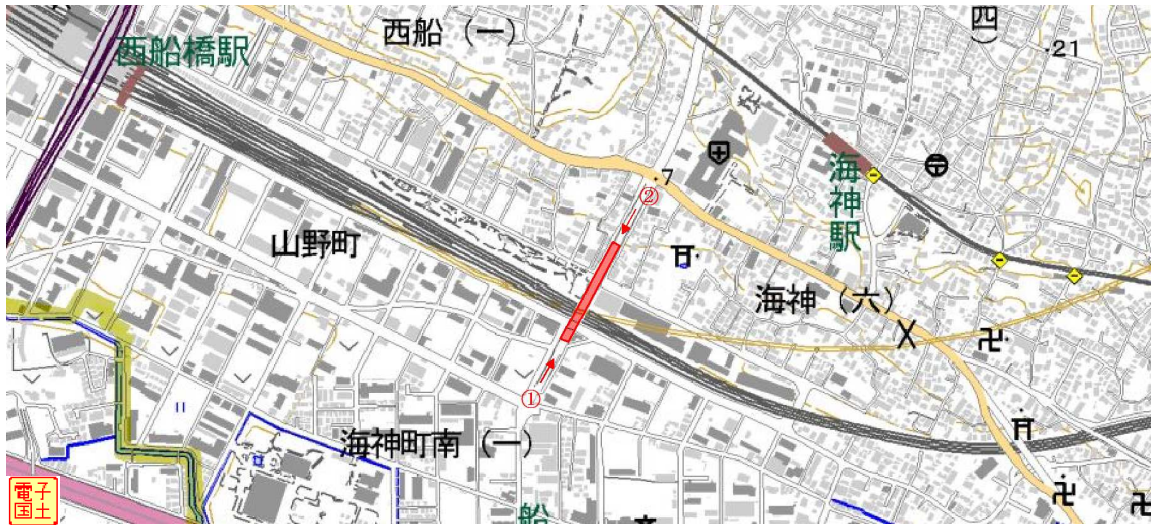 西船（一）
四）
・21
西船橋駅
・7
②
海神駅
山野町
海神（六）
①
海神町南（一）
船
電子
国土